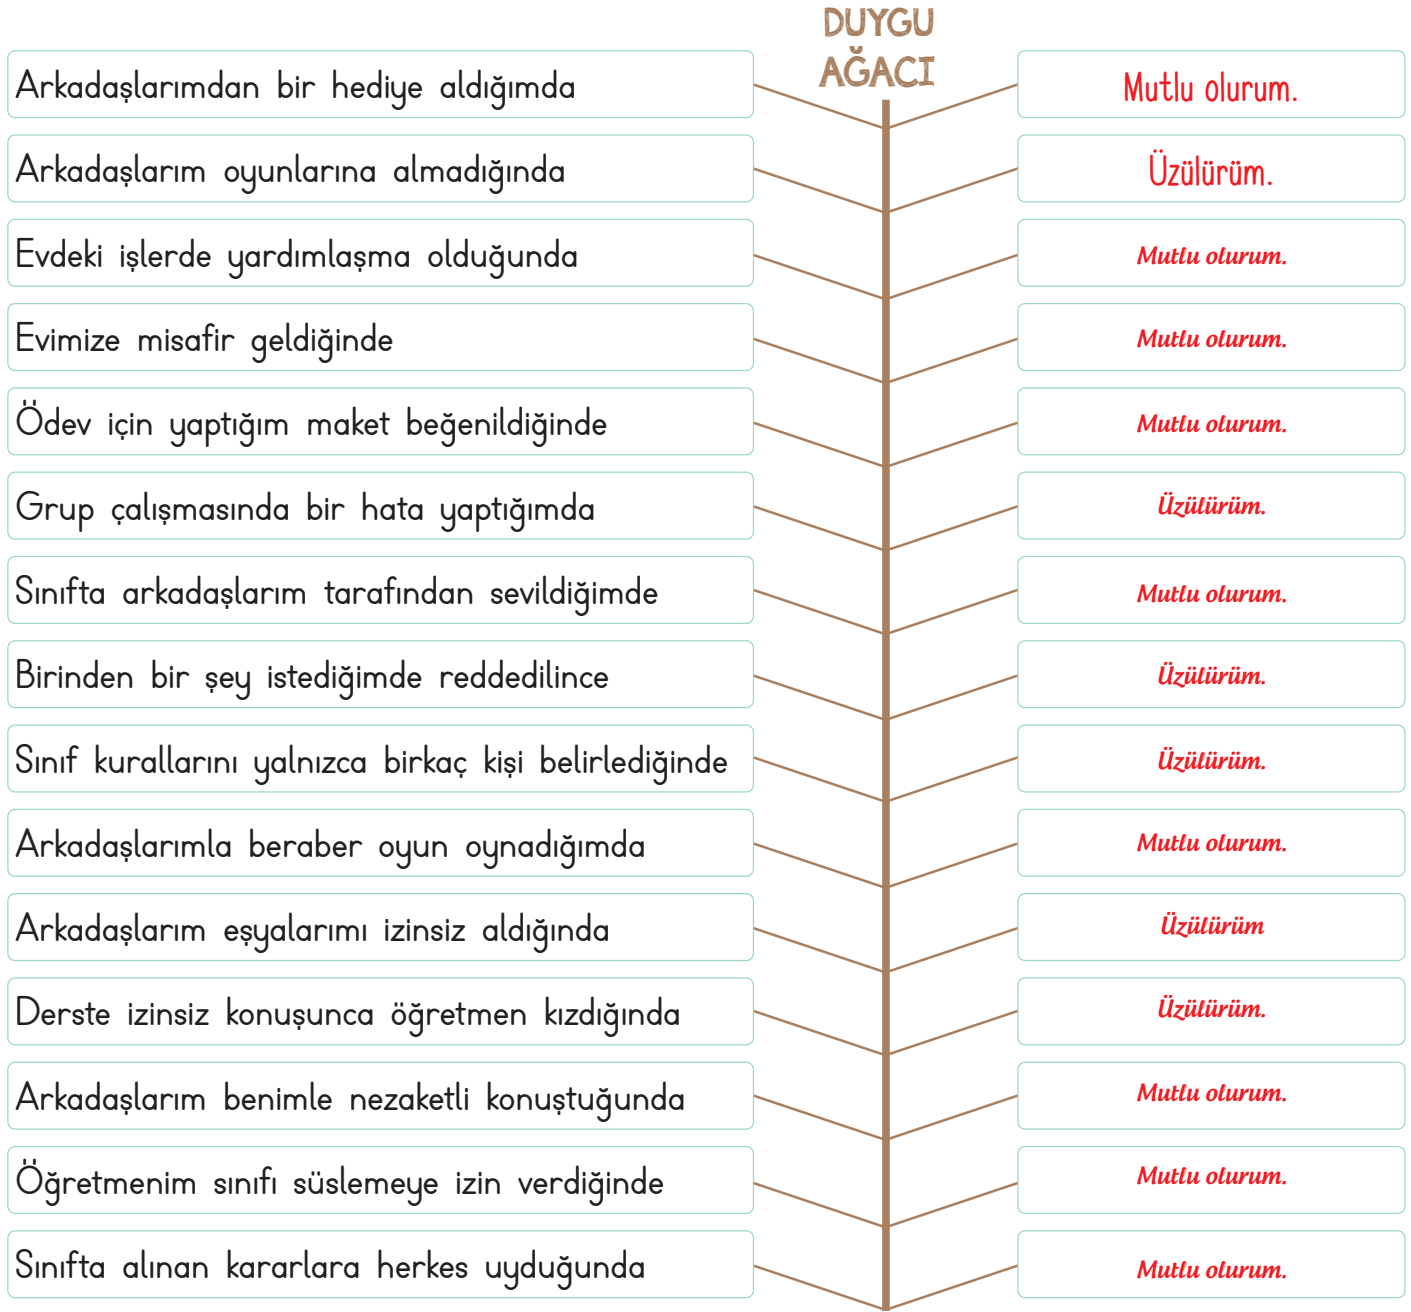 DUYGU
AĞACI
Arkadaşlarımdan bir hediye aldığımda
Mutlu olurum.
Arkadaşlarım oyunlarına almadığında
Üzülürüm.
Evdeki işlerde yardımlaşma olduğunda
Mutlu olurum.
Evimize misafir geldiğinde
Mutlu olurum.
Ödev için yaptığım maket beğenildiğinde
Mutlu olurum.
Grup çalışmasında bir hata yaptığımda
Üzülürüm.
Sınıfta arkadaşlarım tarafından sevildiğimde
Mutlu olurum.
Birinden bir şey istediğimde reddedilince
Üzülürüm.
Sınıf kurallarını yalnızca birkaç kişi belirlediğinde
Üzülürüm.
Arkadaşlarımla beraber oyun oynadığımda
Mutlu olurum.
Arkadaşlarım eşyalarımı izinsiz aldığında
Üzülürüm
Derste izinsiz konuşunca öğretmen kızdığında
Üzülürüm.
Arkadaşlarım benimle nezaketli konuştuğunda
Mutlu olurum.
Öğretmenim sınıfı süslemeye izin verdiğinde
Mutlu olurum.
Sınıfta alınan kararlara herkes uyduğunda
Mutlu olurum.